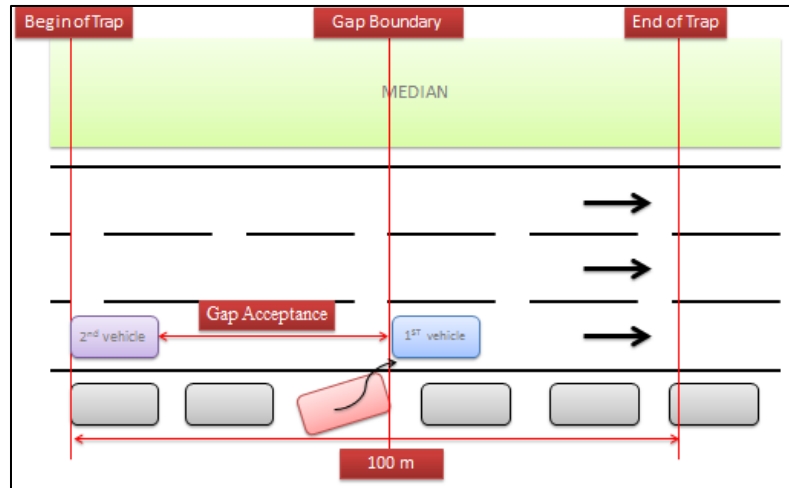 Begin of Trap
Gap Boundary
End of Trap
MEDIAN
Gap Acceptance
2nd vehicle
1ST vehicle
100 m